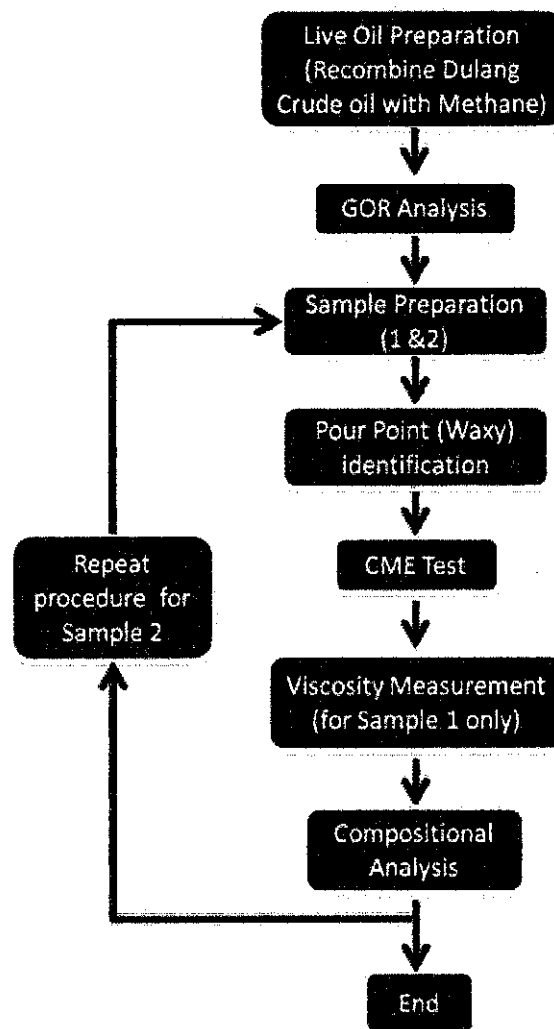 Live Oil Preparation
(Recombine Dulang
Crude oil with Methane)
GOR Analysis
Sample Preparation
(1 &2)
Pour Point (Waxy)
identification
CME Test
Viscosity Measurement
(for Sample 1 only)
Compositional
Analysis
Repeat
procedure for
Sample 2
End